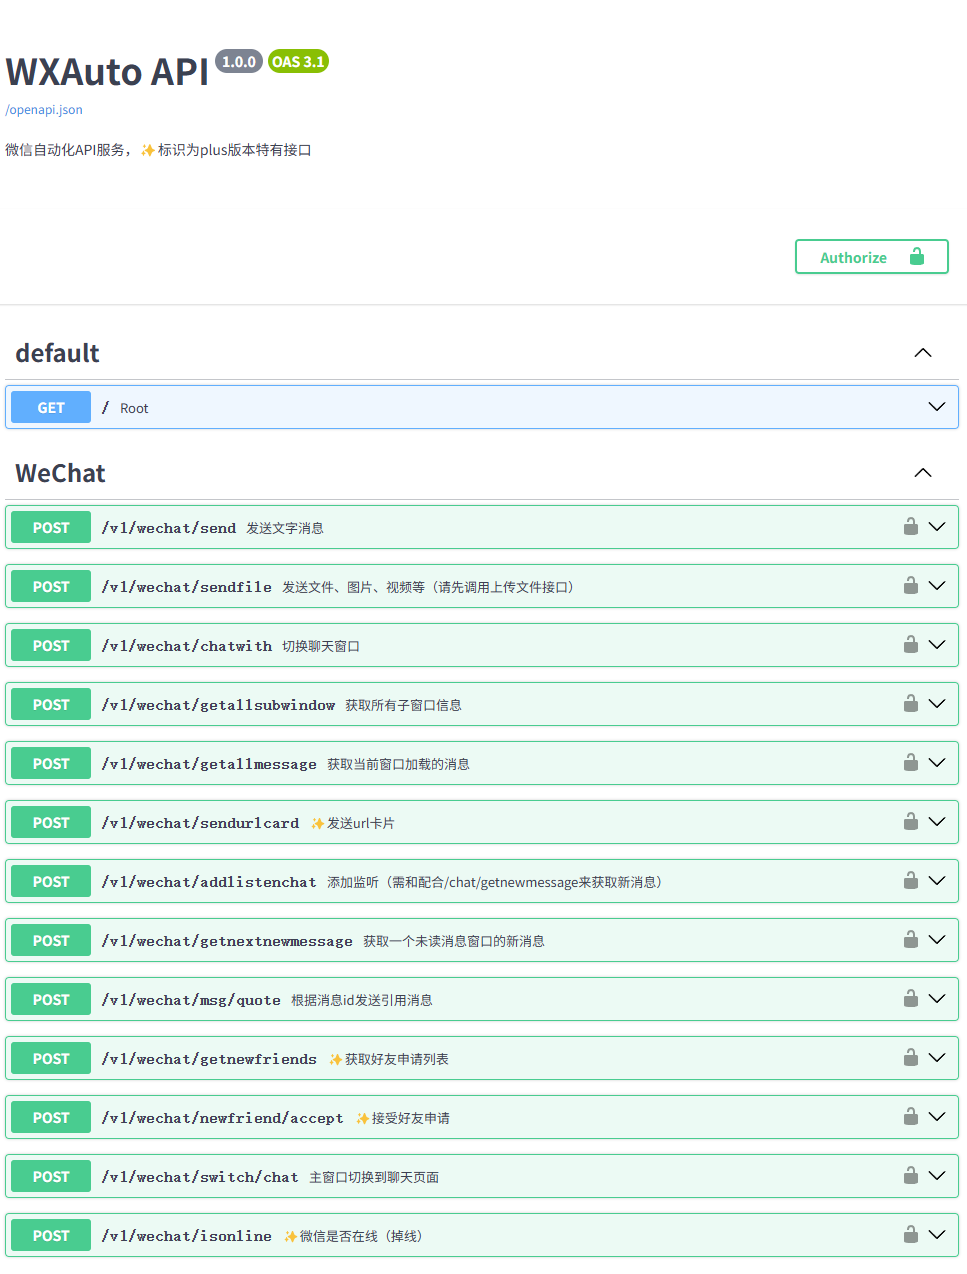 WXAuto API 1.0.0 OAS 3.1
/openapi.json
微信自动化API服务，✨标识为plus版本特有接口
Authorize
default
GET / Root
WeChat
POST /v1/wechat/send 发送文字消息
POST /v1/wechat/sendfile 发送文件、图片、视频等（请先调用上传文件接口）
POST /v1/wechat/chatwith 切换聊天窗口
POST /v1/wechat/getallsubwindow 获取所有子窗口信息
POST /v1/wechat/getallmessage 获取当前窗口加载的消息
POST /v1/wechat/sendurlcard ✨发送url卡片
POST /v1/wechat/addlistenchat 添加监听（需和配合/chat/getnewmessage来获取新消息）
POST /v1/wechat/getnextnewmessage 获取一个未读消息窗口的新消息
POST /v1/wechat/msg/quote 根据消息id发送引用消息
POST /v1/wechat/getnewfriends ✨获取好友申请列表
POST /v1/wechat/newfriend/accept ✨接受好友申请
POST /v1/wechat/switch/chat 主窗口切换到聊天页面
POST /v1/wechat/isonline ✨微信是否在线（掉线）